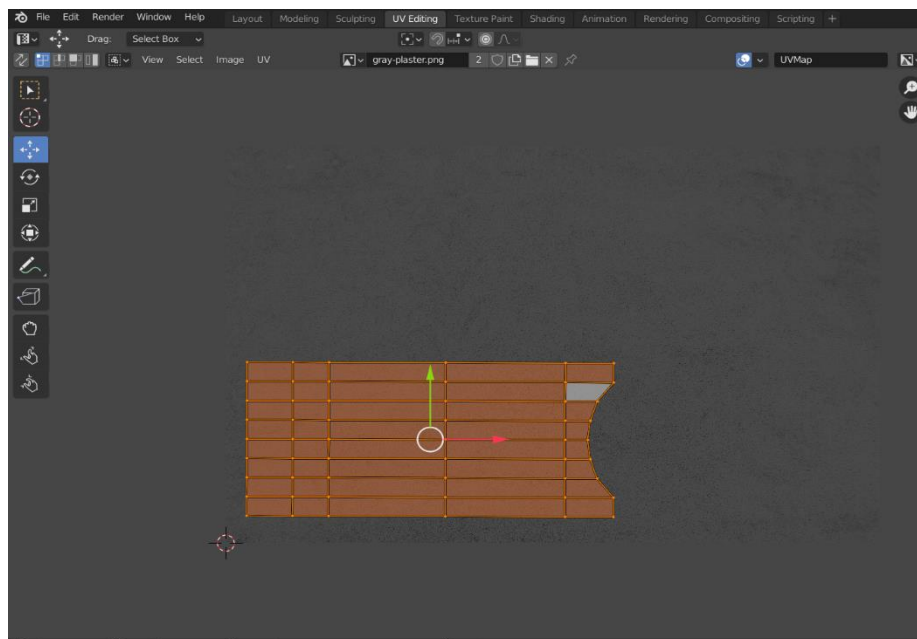 File Edit Render Window Help Layout Modeling Sculpting UV Editing Texture Paint Shading Animation Rendering Compositing Scripting +
Drag: Select Box
View Select Image UV gray-plaster.png 2 UVMap